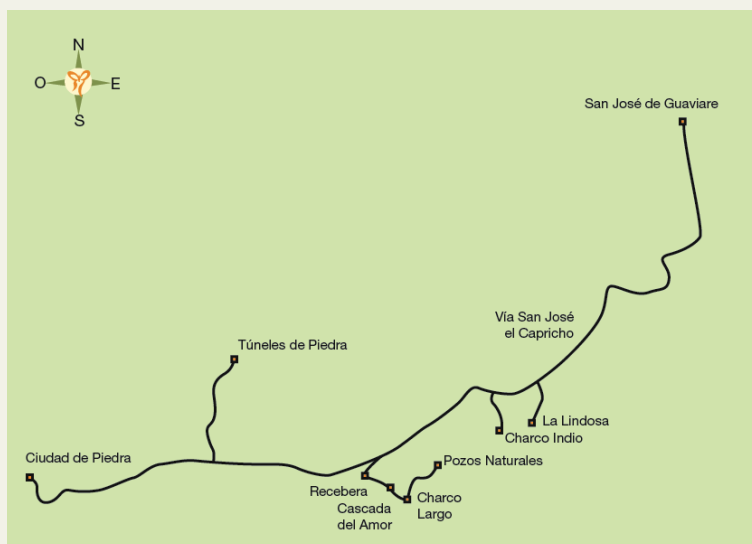 N
O
E
S
San José de Guaviare
Vía San José
el Capricho
Túneles de Piedra
La Lindosa
Charco Indio
Ciudad de Piedra
Pozos Naturales
Recebera
Cascada
del Amor
Charco
Largo